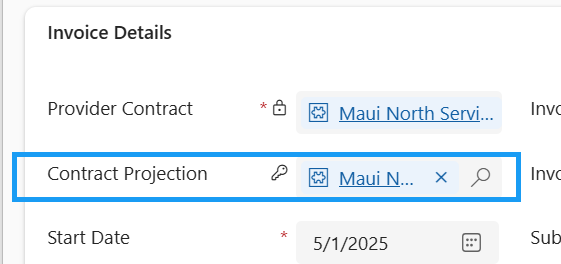 Invoice Details
Provider Contract * Maui North Servi... Invo
Contract Projection Maui N... Invo
Start Date * 5/1/2025 Sub